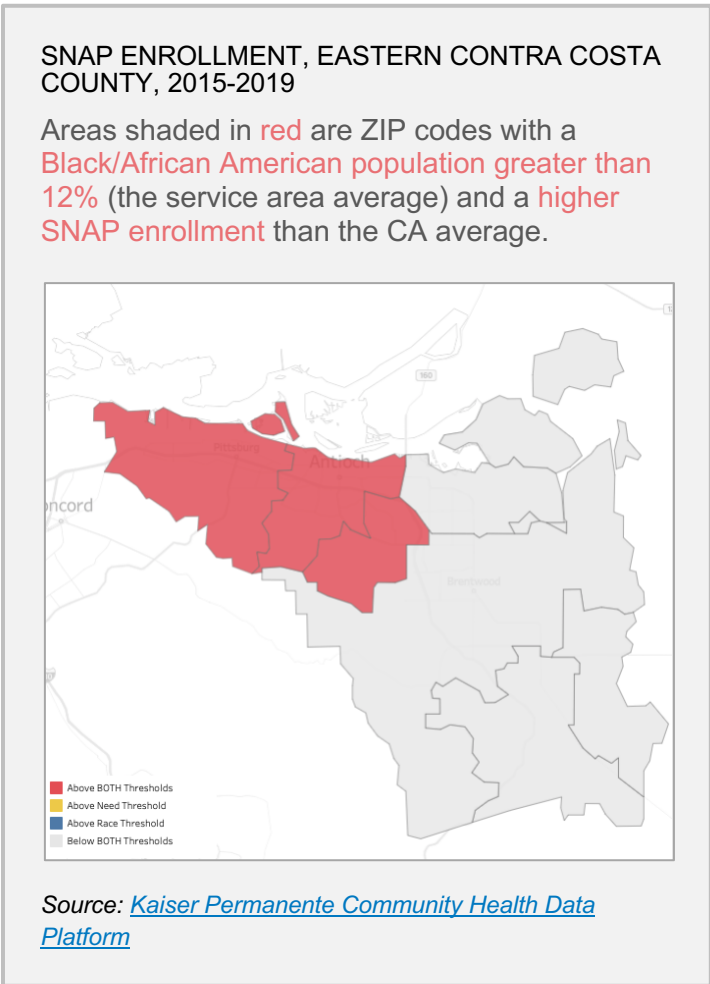 SNAP ENROLLMENT, EASTERN CONTRA COSTA
COUNTY, 2015-2019
Areas shaded in red are ZIP codes with a
Black/African American population greater than
12% (the service area average) and a higher
SNAP enrollment than the CA average.
160
Pittsburg
Antioch
oncord
Brentwood
Above BOTH Thresholds
Above Need Threshold
Above Race Threshold
Below BOTH Thresholds
Source: Kaiser Permanente Community Health Data
Platform